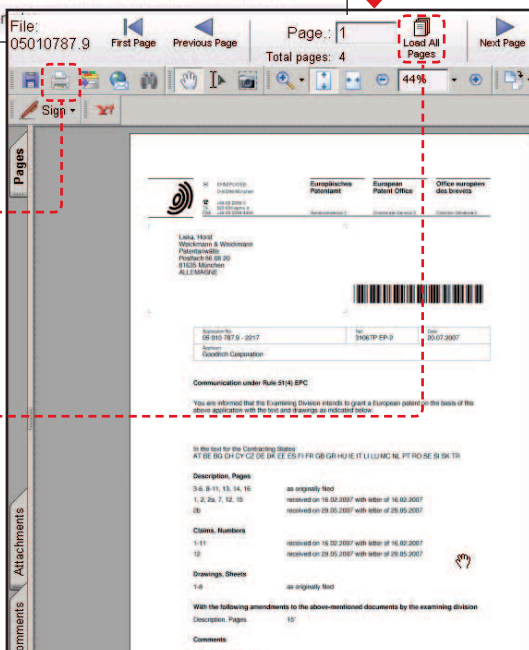 File:
05010787.9
First Page
Previous Page
Page.: 1
Total pages: 4
Load All
Pages
Next Page
44%
Sign
Pages
Europäisches
Patentamt
European
Patent Office
Office européen
des brevets
Liska, Horst
Weickmann & Weickmann
Patentanwälte
Postfach 86 08 20
81635 München
ALLEMAGNE
Application No.
05 010 787.9 - 2217
Ref.
31067P EP-2
Date
20.07.2007
Applicant
Goodrich Corporation
Communication under Rule 51(4) EPC
You are informed that the Examining Division intends to grant a European patent on the basis of the
above application with the text and drawings as indicated below:
In the text for the Contracting States:
AT BE BG CH CY CZ DE DK EE ES FI FR GB GR HU IE IT LI LU MC NL PT RO SE SI SK TR
Description, Pages
3-6, 8-11, 13, 14, 16 as originally filed
1, 2, 2a, 7, 12, 15 received on 16.02.2007 with letter of 16.02.2007
2b received on 29.05.2007 with letter of 29.05.2007
Claims, Numbers
1-11 received on 16.02.2007 with letter of 16.02.2007
12 received on 29.05.2007 with letter of 29.05.2007
Drawings, Sheets
1-6 as originally filed
With the following amendments to the above-mentioned documents by the examining division
Description, Pages 15'
Comments
Attachments
omments